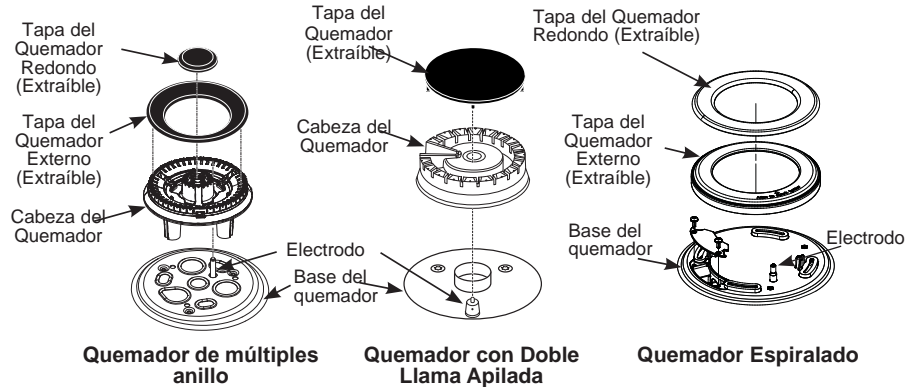 Tapa del
Quemador
Redondo
(Extraíble)
Tapa del
Quemador
Externo
(Extraíble)
Cabeza del
Quemador
Tapa del
Quemador
(Extraíble)
Cabeza del
Quemador
Electrodo
Base del
quemador
Tapa del Quemador
Redondo (Extraíble)
Tapa del
Quemador
Externo
(Extraíble)
Base del
quemador
Electrodo
Quemador de múltiples
anillo
Quemador con Doble
Llama Apilada
Quemador Espiralado